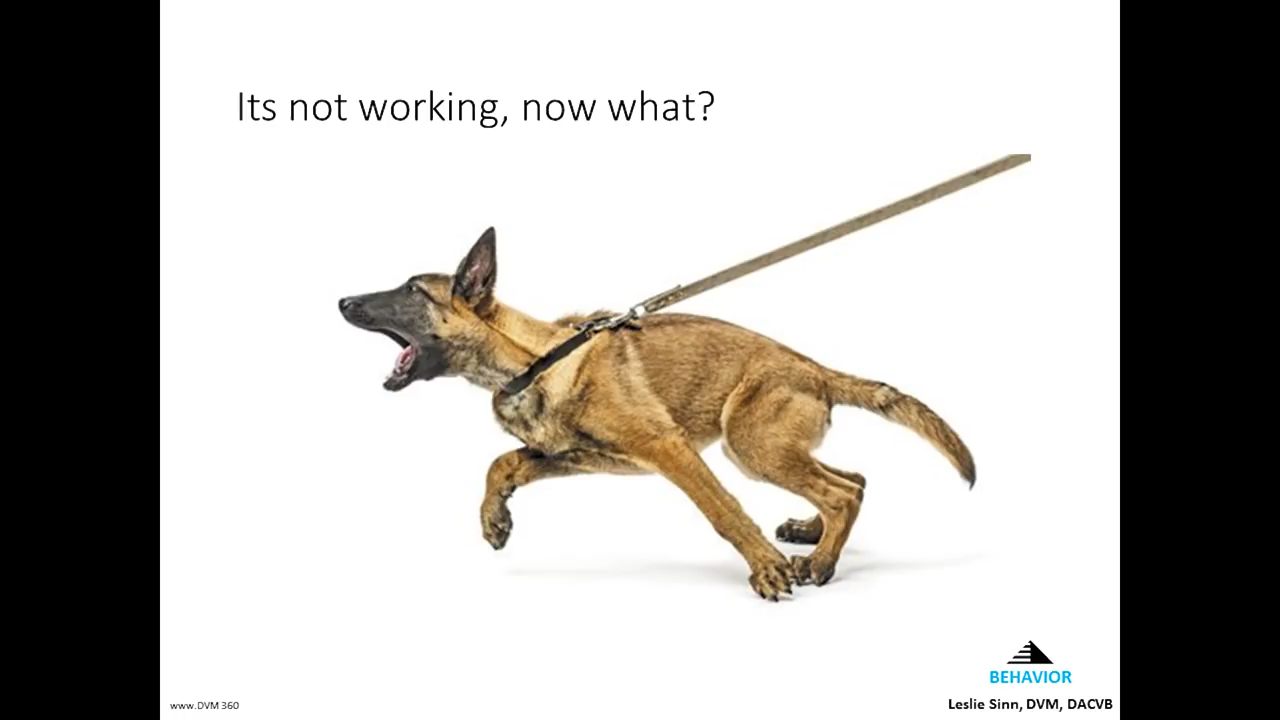 Its not working, now what?
BEHAVIOR
www.DVM 360
Leslie Sinn, DVM, DACVB